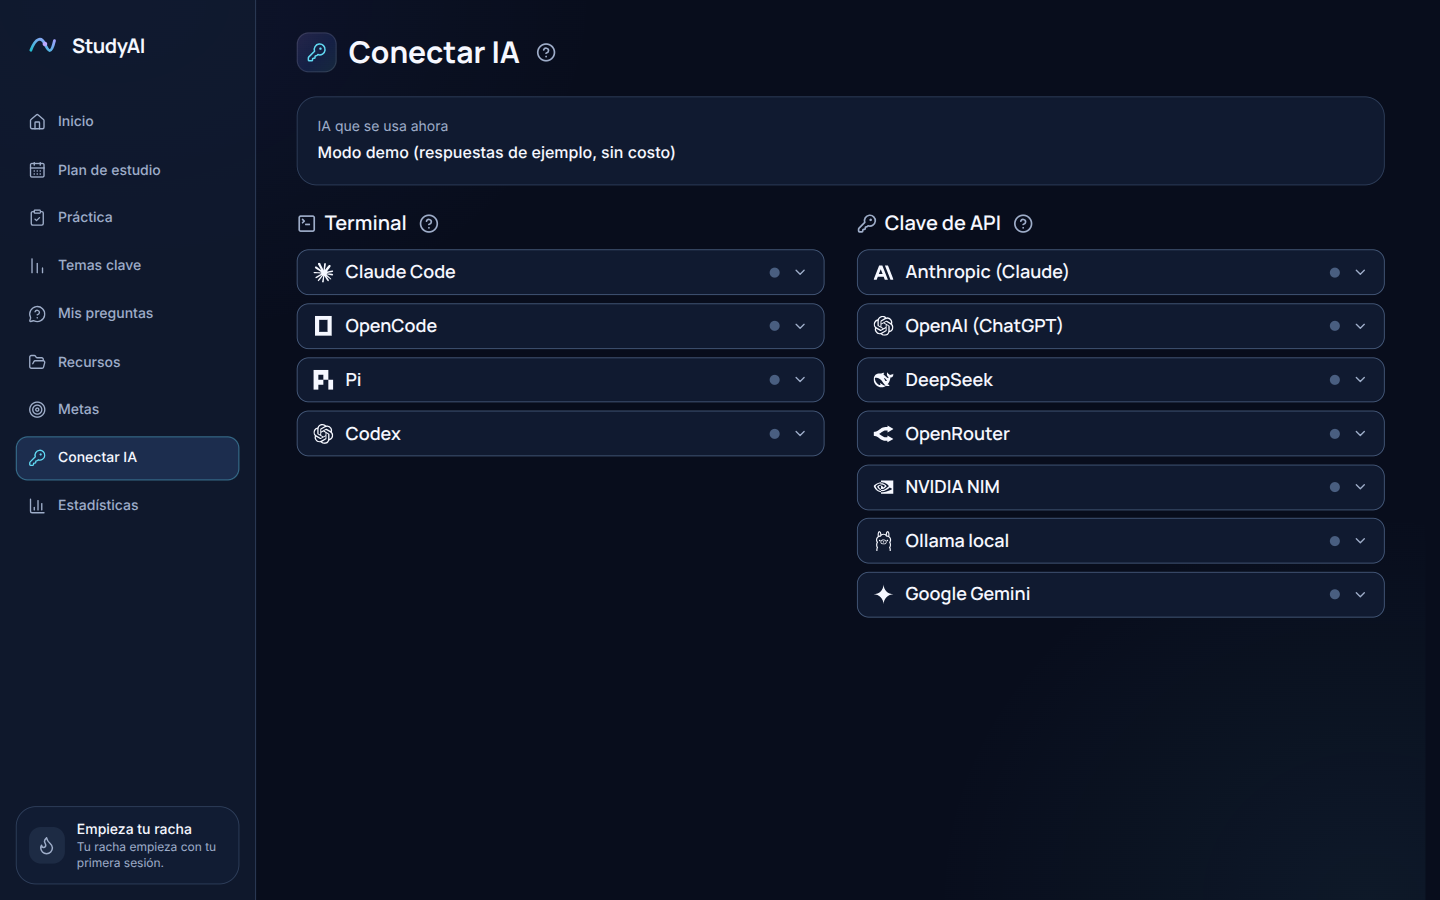 StudyAI
Inicio
Plan de estudio
Práctica
Temas clave
Mis preguntas
Recursos
Metas
Conectar IA
Estadísticas
Empieza tu racha
Tu racha empieza con tu
primera sesión.
Conectar IA
IA que se usa ahora
Modo demo (respuestas de ejemplo, sin costo)
Terminal
Claude Code
OpenCode
Pi
Codex
Clave de API
Anthropic (Claude)
OpenAI (ChatGPT)
DeepSeek
OpenRouter
NVIDIA NIM
Ollama local
Google Gemini